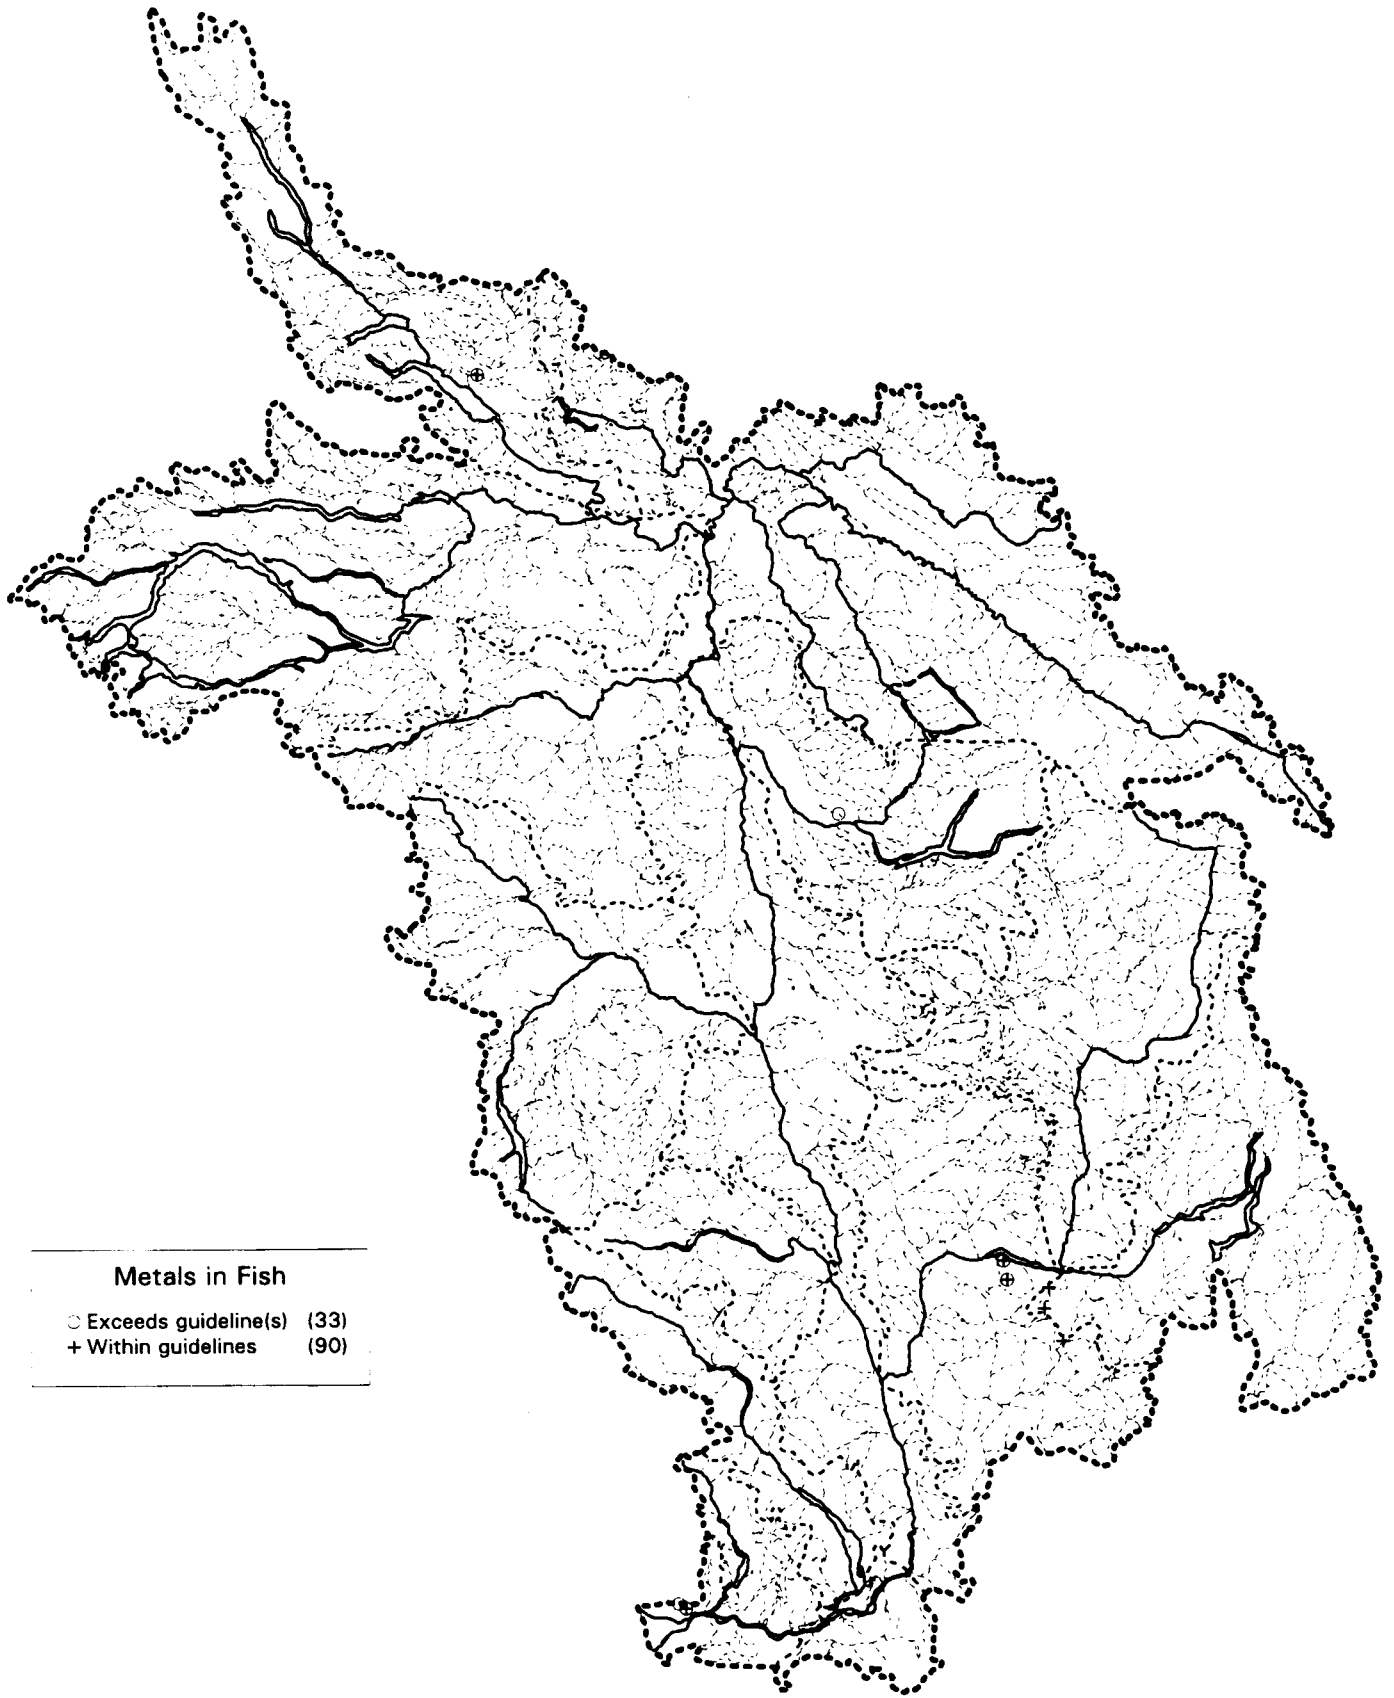 Metals in Fish
○ Exceeds guideline(s) (33)
+ Within guidelines (90)